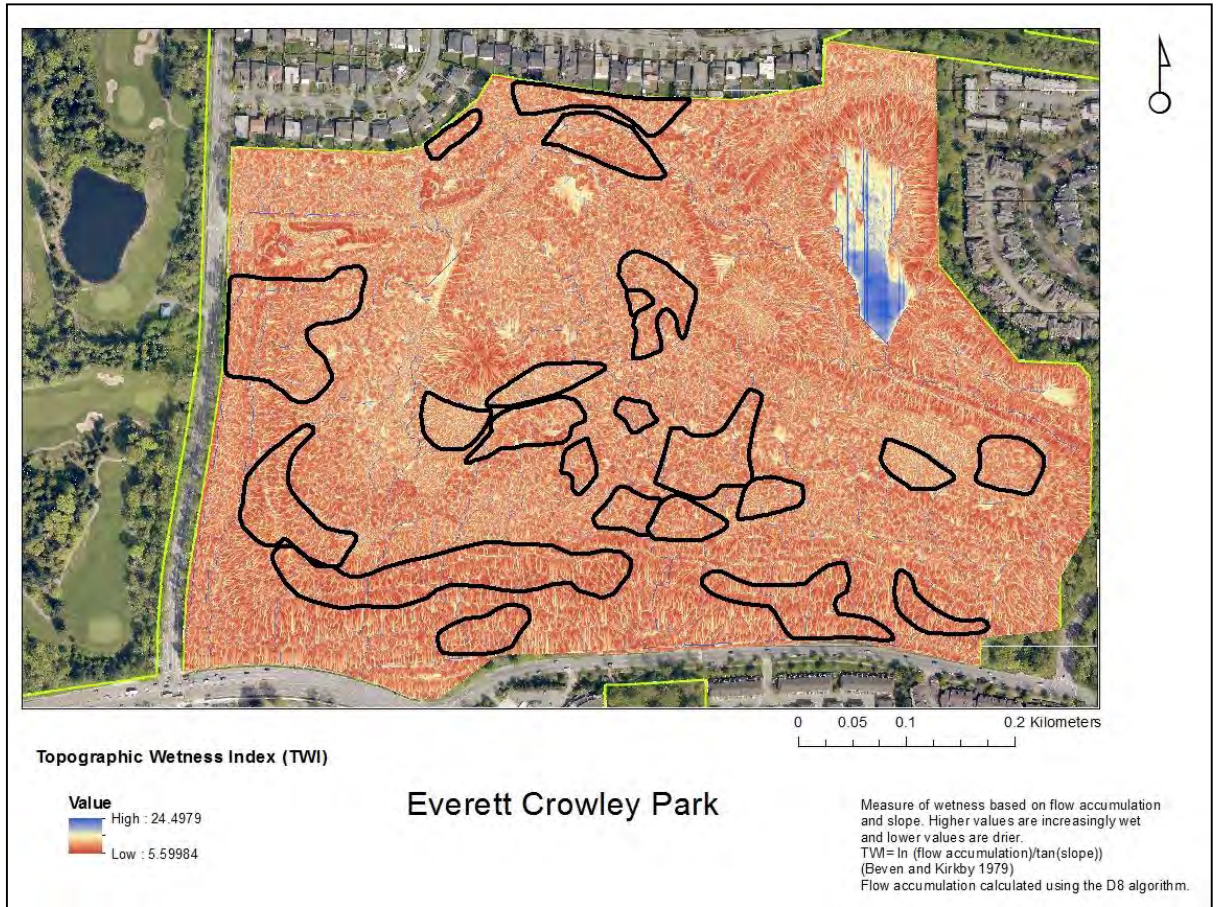 0 0.05 0.1 0.2 Kilometers
Topographic Wetness Index (TWI)
Value
High : 24.4979
Low : 5.59984
Everett Crowley Park
Measure of wetness based on flow accumulation
and slope. Higher values are increasingly wet
and lower values are drier.
TWI= ln (flow accumulation)/tan(slope))
(Beven and Kirkby 1979)
Flow accumulation calculated using the D8 algorithm.